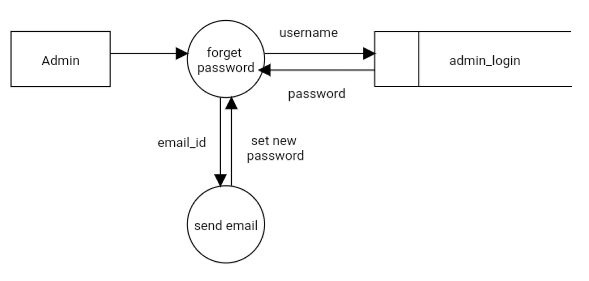 username
Admin
forget
password
admin_login
password
email_id
set new
password
send email